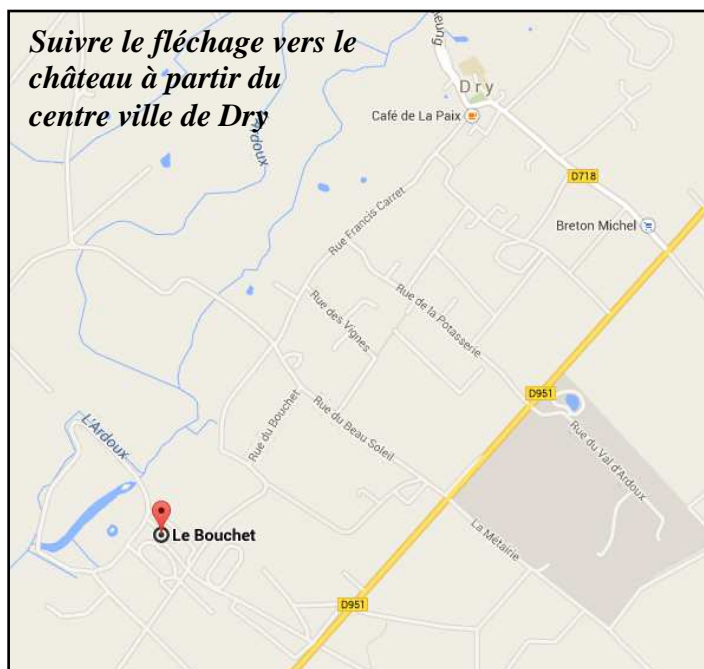 Suivre le fléchage vers le
château à partir du
centre ville de Dry
Meung
Dry
Ardoux
Café de La Paix
D718
Breton Michel
Rue Francis Carret
Rue de la Potasserie
Rue des Vignes
D951
Rue du Bouchet
Rue du Beau Soleil
Rue du Val d'Ardoux
L'Ardoux
La Métairie
Le Bouchet
D951